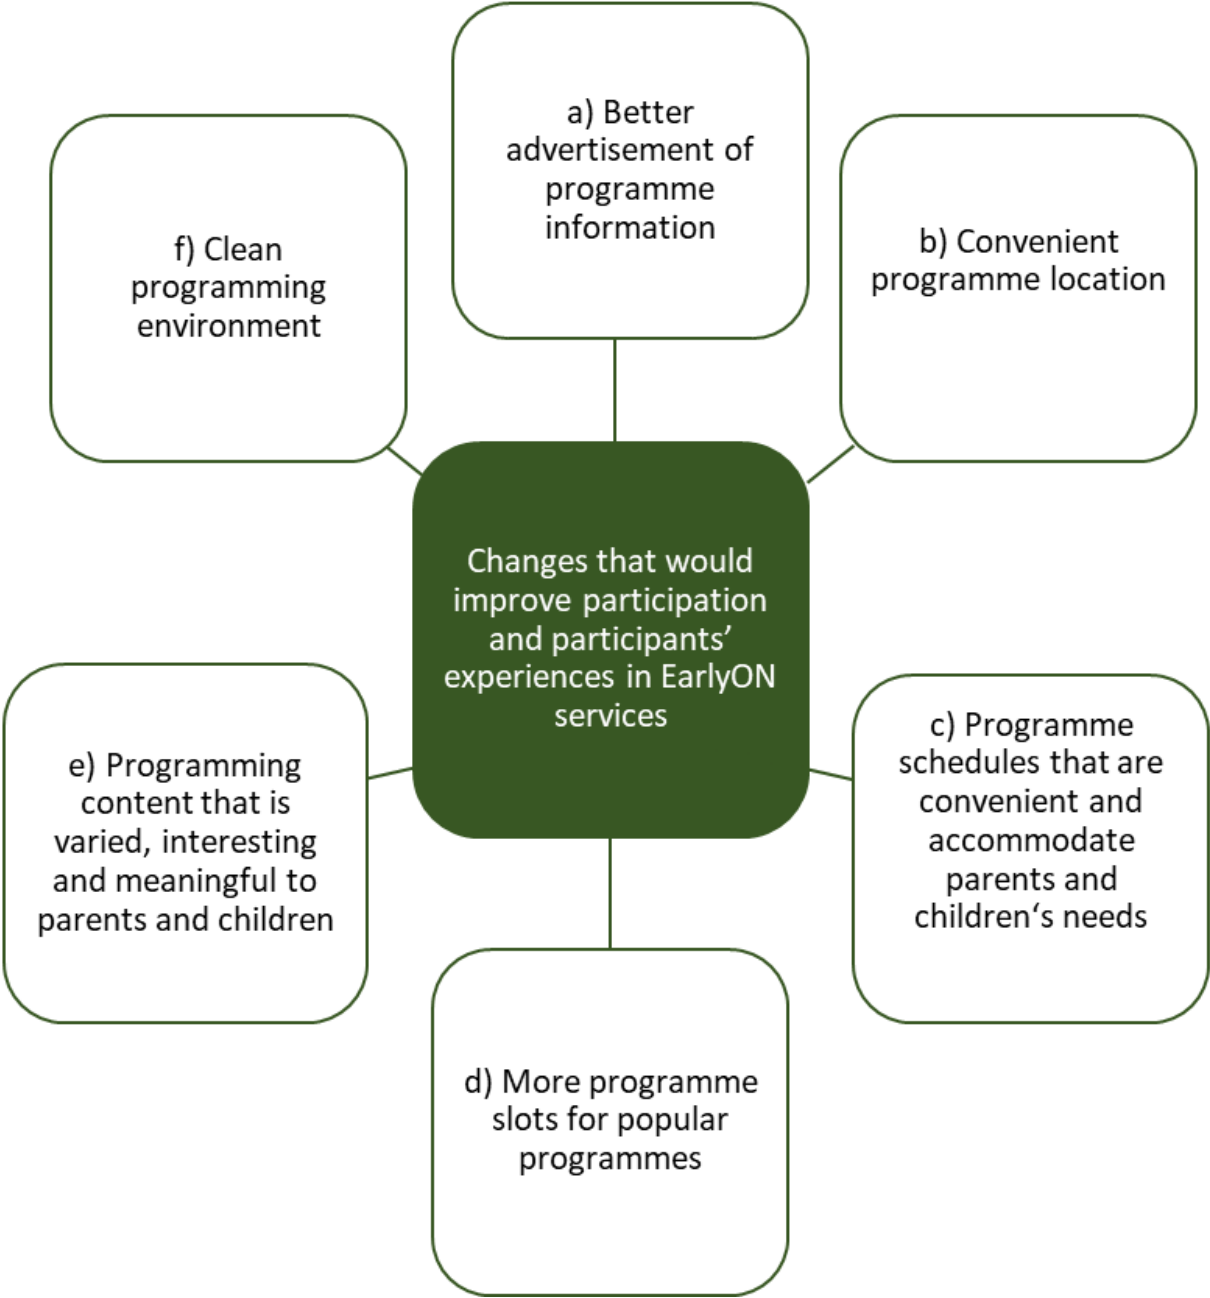 a) Better
advertisement of
programme
information
b) Convenient
programme location
c) Programme
schedules that are
convenient and
accommodate
parents and
children‘s needs
d) More programme
slots for popular
programmes
e) Programming
content that is
varied, interesting
and meaningful to
parents and children
f) Clean
programming
environment
Changes that would
improve participation
and participants’
experiences in EarlyON
services